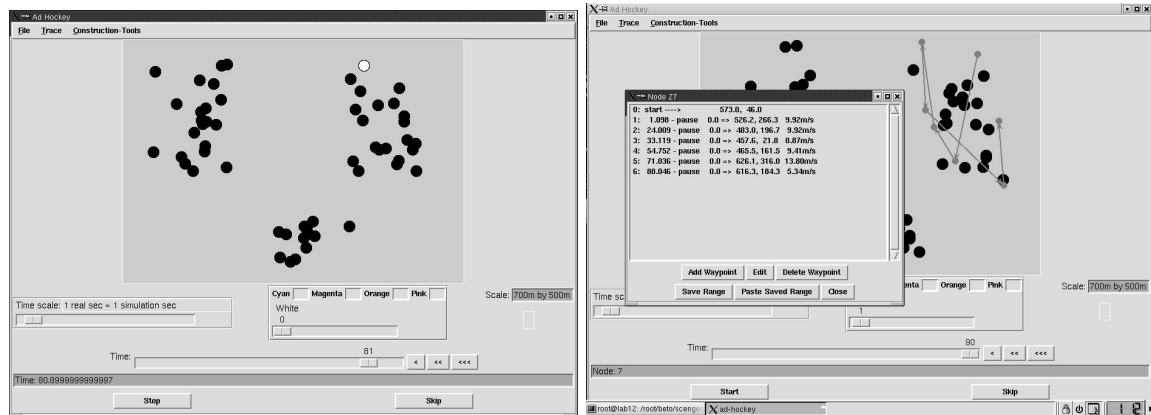 Ad Hockey
File Trace Construction-Tools
Cyan Magenta Orange Pink
Time scale: 1 real sec = 1 simulation sec
White
0
Scale: 700m by 500m
81
Time: < << <<<
Time: 80.8999999999997
Stop Skip
Ad Hockey
File Trace Construction-Tools
Node 27
0: start ----> 573.0, 46.0
1: 1.098 - pause 0.0 => 526.2, 266.3 9.92m/s
2: 24.009 - pause 0.0 => 483.0, 196.7 9.92m/s
3: 33.119 - pause 0.0 => 457.6, 21.8 8.87m/s
4: 54.752 - pause 0.0 => 465.5, 161.5 9.41m/s
5: 71.036 - pause 0.0 => 626.1, 316.0 13.80m/s
6: 88.046 - pause 0.0 => 616.3, 184.3 5.34m/s
Add Waypoint Edit Delete Waypoint
Save Range Paste Saved Range Close
enta Orange Pink
Time sc
1
Scale: 700m by 500m
90
Time: < << <<<
Node: 7
Start Skip
root@lab12: /root/beto/sceng X ad-hockey